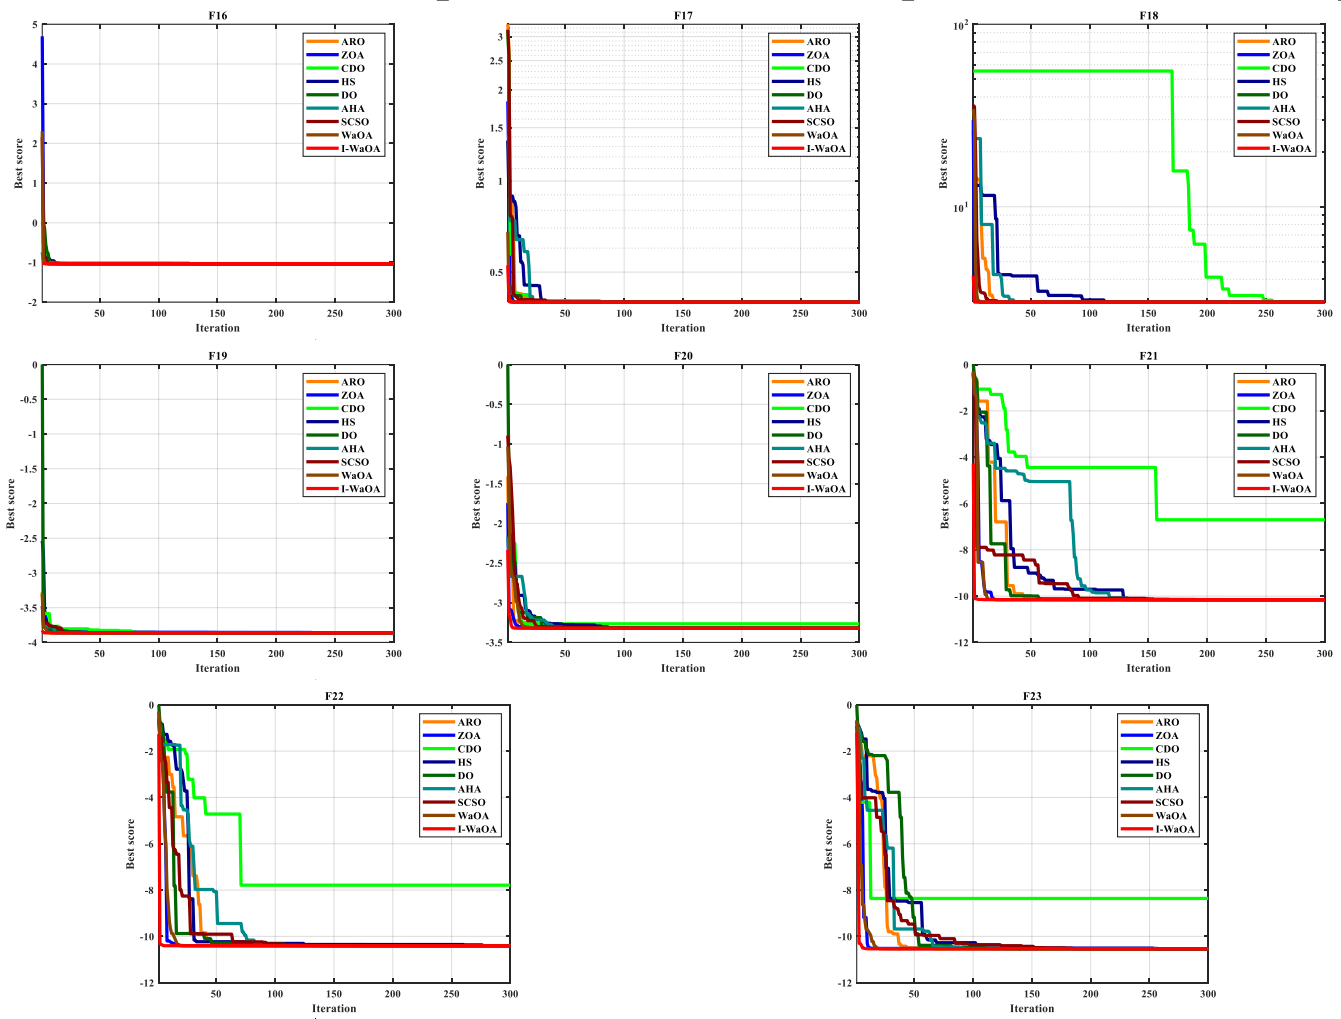 F16
5
4
3
2
1
0
-1
-2
50
100
150
200
250
300
Best score
Iteration
ARO
ZOA
CDO
HS
DO
AHA
SCSO
WaOA
I-WaOA
F17
3
2.5
2
1.5
1
0.5
50
100
150
200
250
300
Best score
Iteration
ARO
ZOA
CDO
HS
DO
AHA
SCSO
WaOA
I-WaOA
F18
10²
10¹
50
100
150
200
250
300
Best score
Iteration
ARO
ZOA
CDO
HS
DO
AHA
SCSO
WaOA
I-WaOA
F19
0
-0.5
-1
-1.5
-2
-2.5
-3
-3.5
-4
50
100
150
200
250
300
Best score
Iteration
ARO
ZOA
CDO
HS
DO
AHA
SCSO
WaOA
I-WaOA
F20
0
-0.5
-1
-1.5
-2
-2.5
-3
-3.5
50
100
150
200
250
300
Best score
Iteration
ARO
ZOA
CDO
HS
DO
AHA
SCSO
WaOA
I-WaOA
F21
0
-2
-4
-6
-8
-10
-12
50
100
150
200
250
300
Best score
Iteration
ARO
ZOA
CDO
HS
DO
AHA
SCSO
WaOA
I-WaOA
F22
0
-2
-4
-6
-8
-10
-12
50
100
150
200
250
300
Best score
Iteration
ARO
ZOA
CDO
HS
DO
AHA
SCSO
WaOA
I-WaOA
F23
0
-2
-4
-6
-8
-10
-12
50
100
150
200
250
300
Best score
Iteration
ARO
ZOA
CDO
HS
DO
AHA
SCSO
WaOA
I-WaOA